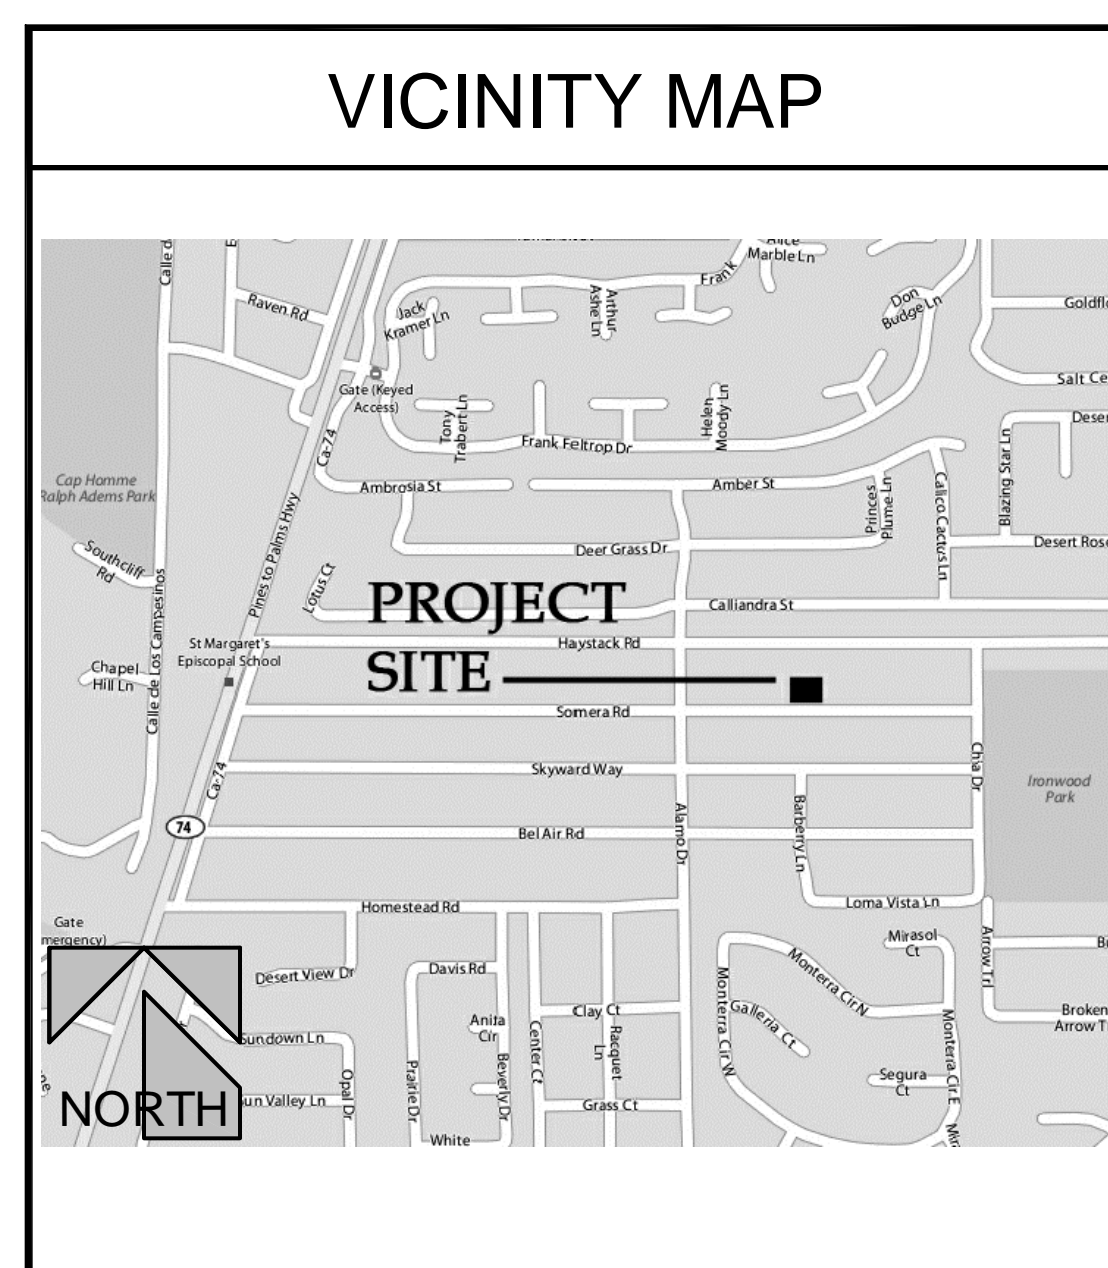 VICINITY MAP
Alice
Marble Ln
Raven Rd
Frank
Jack
Kramer Ln
Arthur
Ashe Ln
Don
Budge Ln
Gate (Keyed
Access)
Salt Ce
Tony
Trabert Ln
Helen
Moody Ln
Ca-74
Frank Feltrop Dr
Blazing Star Ln
Cap Homme
Ralph Adems Park
Ambrosia St
Amber St
Princes
Plume Ln
Calico Cactus Ln
Pines to Palms Hwy
Southcliff
Rd
Deer Grass Dr
Desert Rose
Lotus Ct
PROJECT
SITE
Calliandra St
Calle de Los Campesinos
St Margaret's
Episcopal School
Haystack Rd
Chapel
Hill Ln
Somera Rd
Skyward Way
Ca-74
Chia Dr
Ironwood
Park
74
Bel Air Rd
Alamo Dr
Barberry Ln
Homestead Rd
Loma Vista Ln
Gate
mergency)
Desert View Dr
Davis Rd
Mirasol
Ct
Arrow Trl
Monterra Cir N
Monterra Cir W
Galleria Ct
Clay Ct
Anita
Cir
Center Ct
Racquet
Ln
Broken
Arrow T
Sundown Ln
Opal Dr
Prairie Dr
Beverly Dr
Segura
Ct
Monterra Cir E
Sun Valley Ln
Grass Ct
NORTH
White